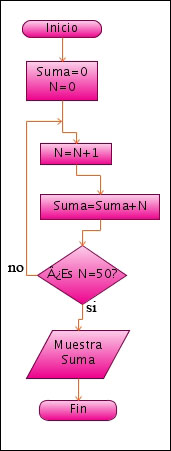 Inicio
Suma=0
N=0
N=N+1
Suma=Suma+N
Â¿Es N=50?
no
si
Muestra
Suma
Fin